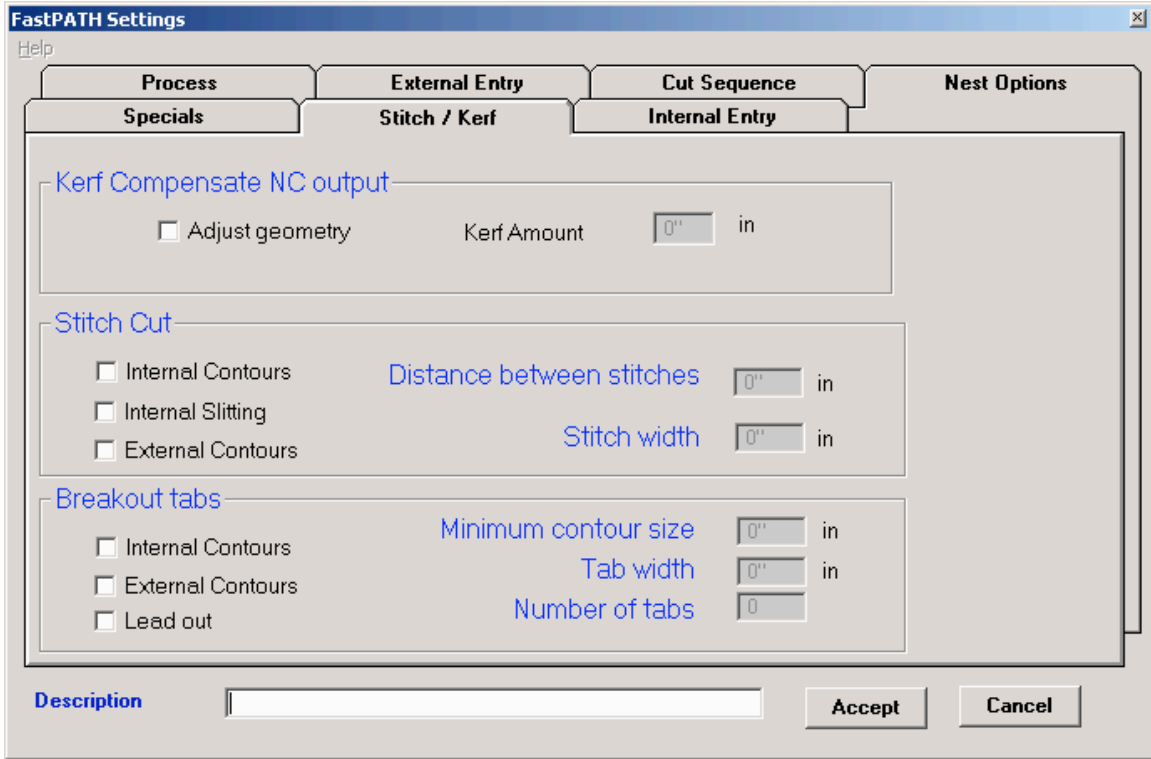 FastPATH Settings
Help
Process External Entry Cut Sequence Nest Options
Specials Stitch / Kerf Internal Entry
Kerf Compensate NC output
Adjust geometry Kerf Amount 0" in
Stitch Cut
Internal Contours Distance between stitches 0" in
Internal Slitting
Stitch width 0" in
External Contours
Breakout tabs
Minimum contour size 0" in
Internal Contours
Tab width 0" in
External Contours
Number of tabs 0
Lead out
Description Accept Cancel